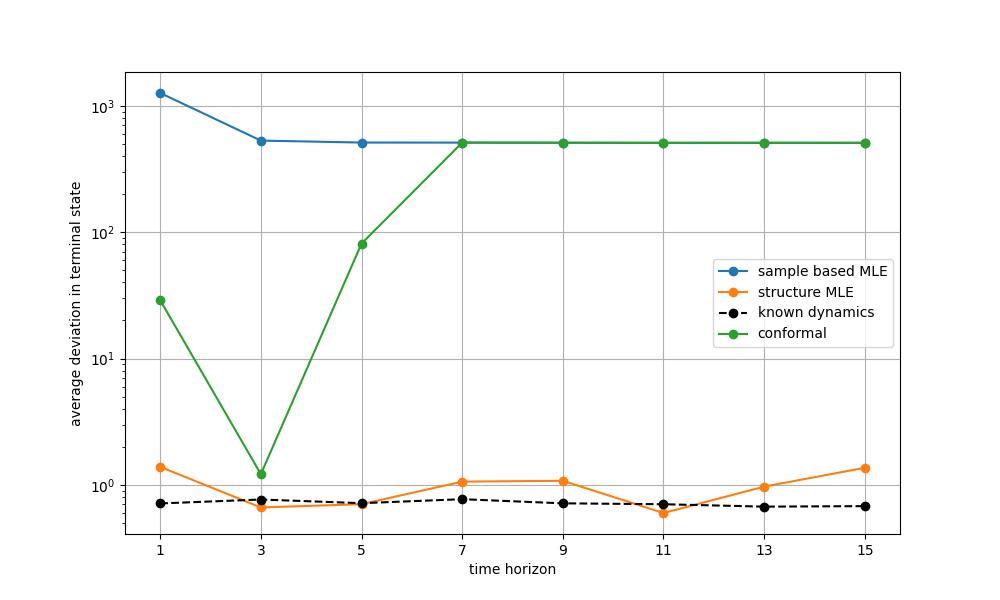 average deviation in terminal state
10³
10²
10¹
10⁰
sample based MLE
structure MLE
known dynamics
conformal
1 3 5 7 9 11 13 15
time horizon